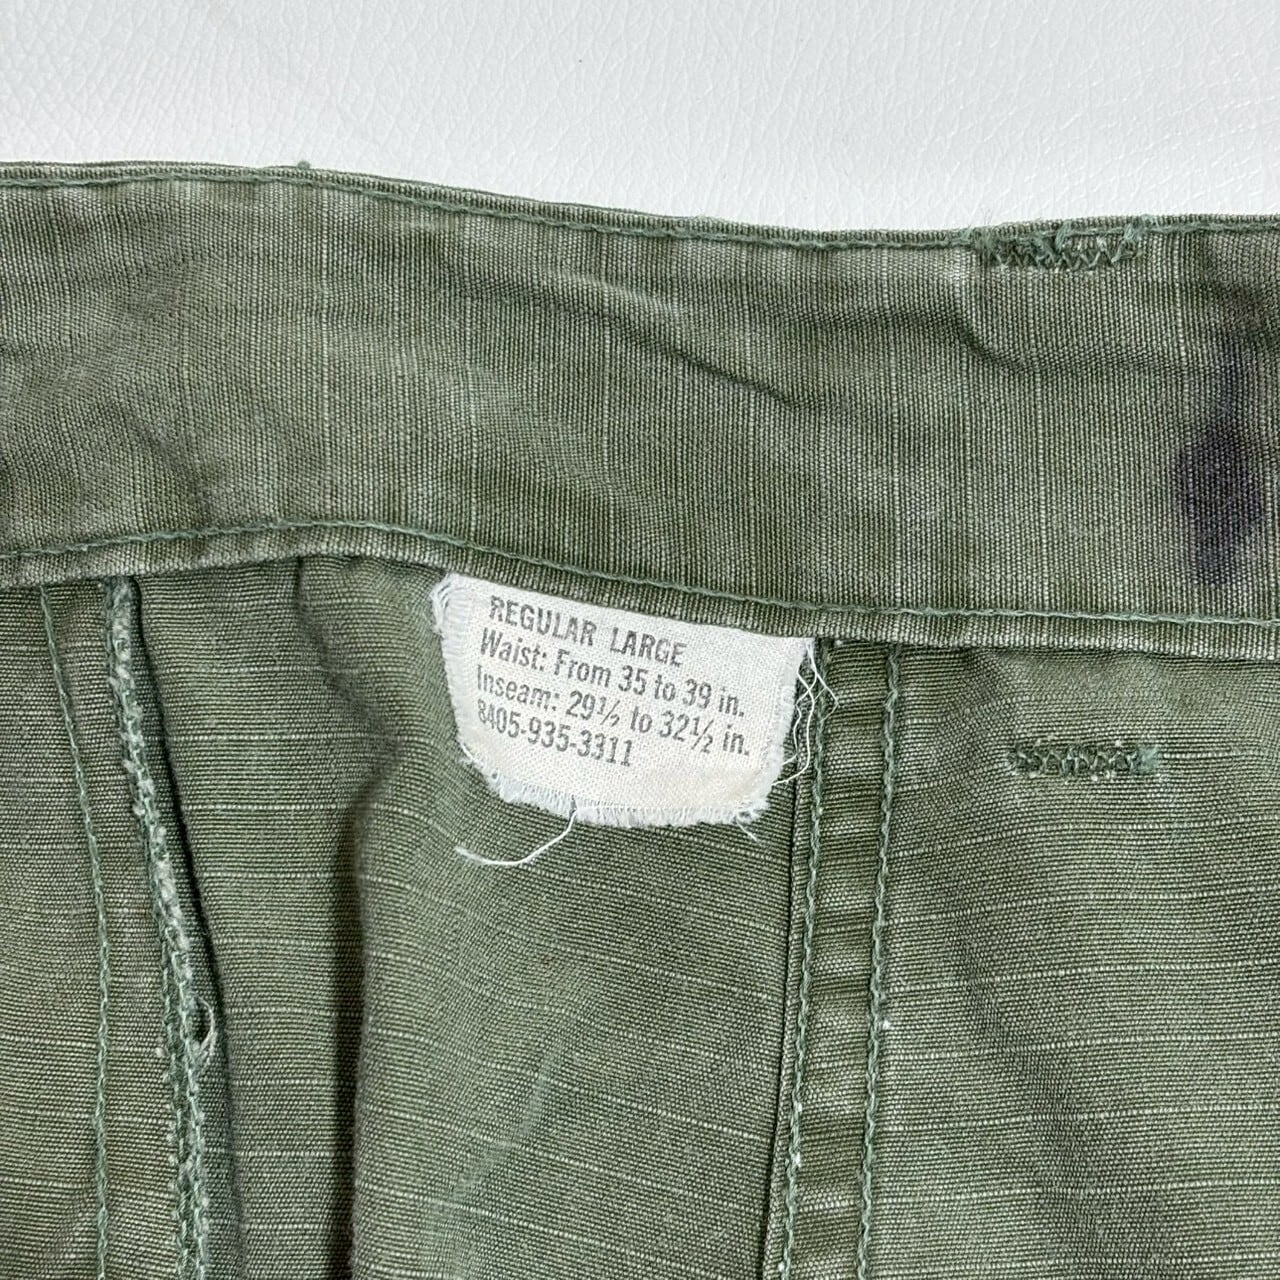 REGULAR LARGE
Waist: From 35 to 39 in.
Inseam: 29½ to 32½ in.
8405-935-3311